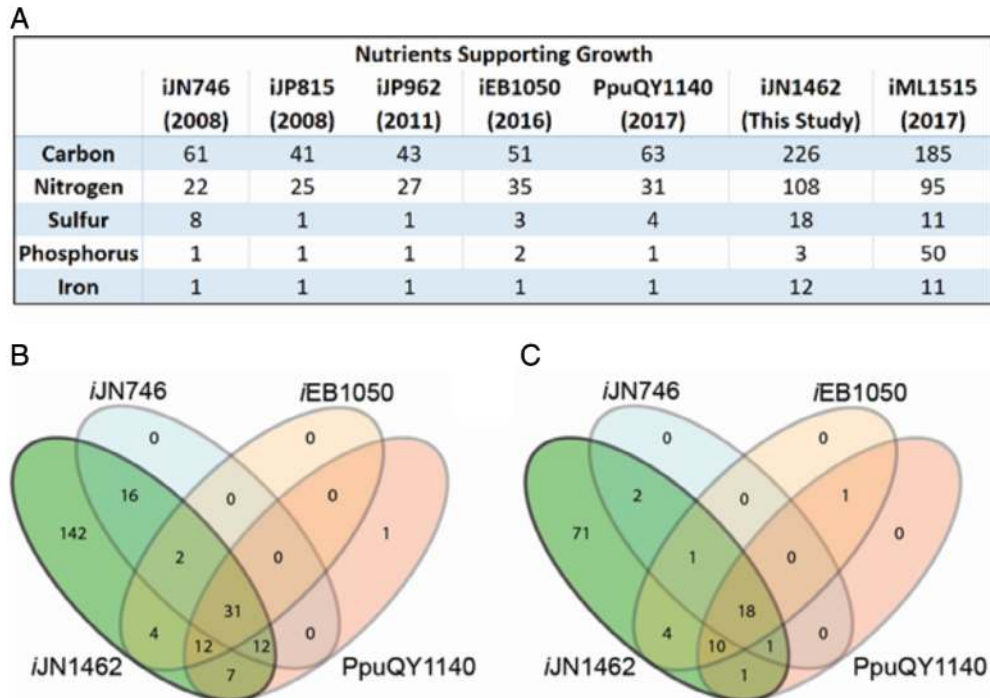 A
Nutrients Supporting Growth
iJN746 iJP815 iJP962 iEB1050 PpuQY1140 iJN1462 iML1515
(2008) (2008) (2011) (2016) (2017) (This Study) (2017)
Carbon 61 41 43 51 63 226 185
Nitrogen 22 25 27 35 31 108 95
Sulfur 8 1 1 3 4 18 11
Phosphorus 1 1 1 2 1 3 50
Iron 1 1 1 1 1 12 11
B
iJN746 iEB1050
0 0
16 0 0
142 2 0 1
31
4 12 12 0
7
iJN1462 PpuQY1140
C
iJN746 iEB1050
0 0
2 0 1
71 1 0 0
18
4 10 1 0
1
iJN1462 PpuQY1140